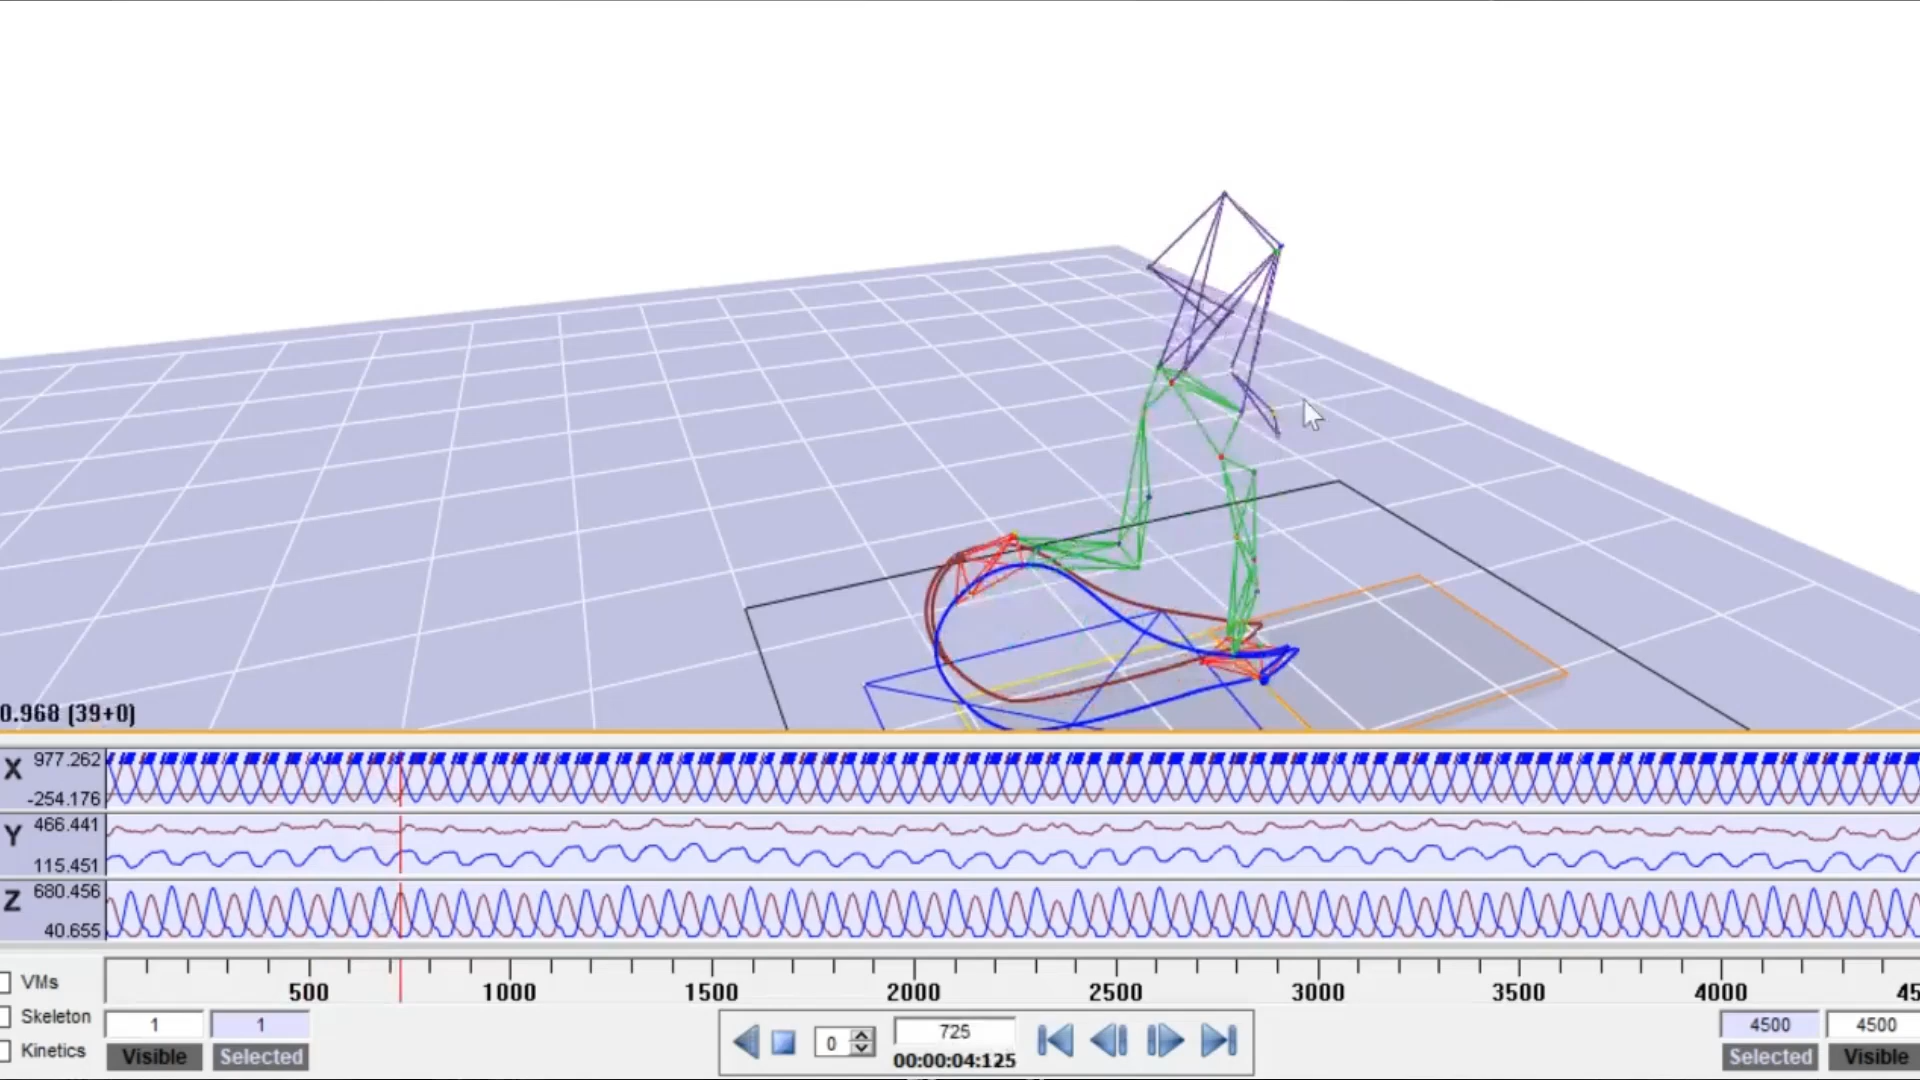 0.968 (39+0)
X 977.262
-254.176
Y 466.441
115.451
Z 680.456
40.655
VMs
500 1000 1500 2000 2500 3000 3500 4000 45
Skeleton 1 1 0 725 4500 4500
Kinetics Visible Selected 00:00:04:125 Selected Visible